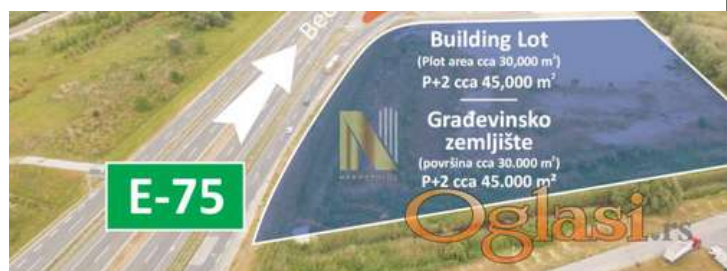 Beog
Building Lot
(Plot area cca 30,000 m²)
P+2 cca 45,000 m²
Građevinsko
zemljište
(površina cca 30.000 m²)
P+2 cca 45.000 m²
E-75
Oglasi.rs